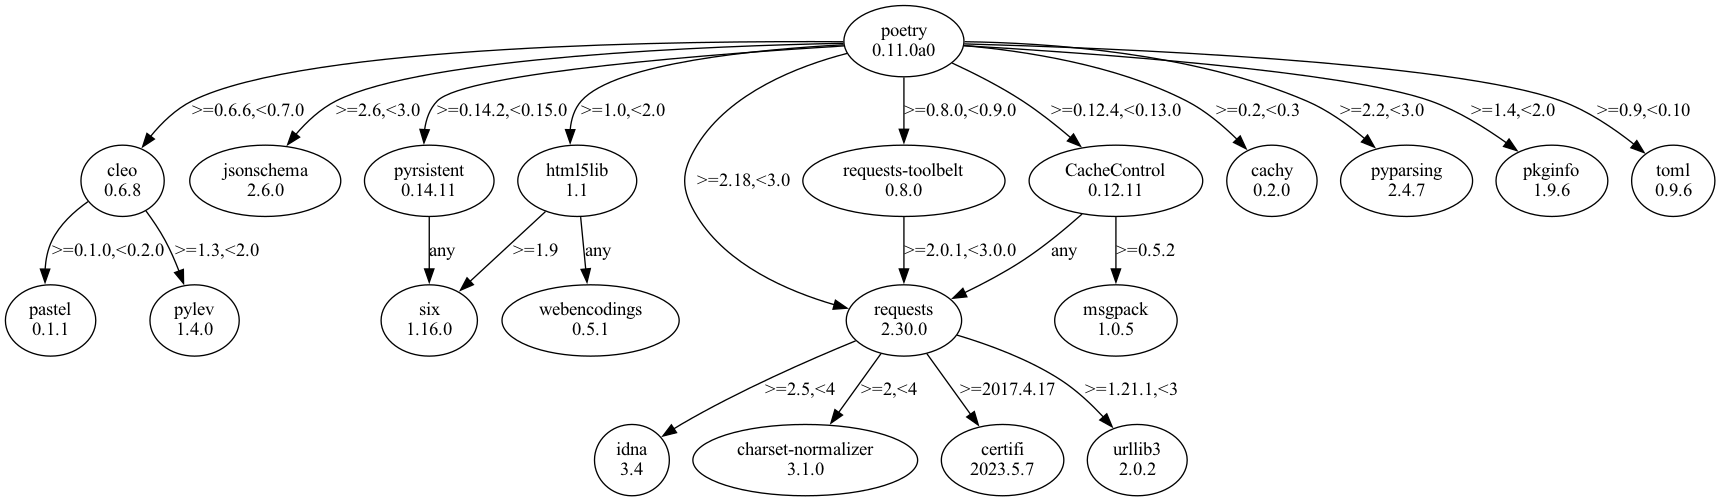 poetry
0.11.0a0
>=0.6.6,<0.7.0
>=2.6,<3.0
>=0.14.2,<0.15.0
>=1.0,<2.0
>=0.8.0,<0.9.0
>=0.12.4,<0.13.0
>=0.2,<0.3
>=2.2,<3.0
>=1.4,<2.0
>=0.9,<0.10
cleo
0.6.8
jsonschema
2.6.0
pyrsistent
0.14.11
html5lib
1.1
>=2.18,<3.0
requests-toolbelt
0.8.0
CacheControl
0.12.11
cachy
0.2.0
pyparsing
2.4.7
pkginfo
1.9.6
toml
0.9.6
>=0.1.0,<0.2.0
>=1.3,<2.0
any
>=1.9
any
>=2.0.1,<3.0.0
any
>=0.5.2
pastel
0.1.1
pylev
1.4.0
six
1.16.0
webencodings
0.5.1
requests
2.30.0
msgpack
1.0.5
>=2.5,<4
>=2,<4
>=2017.4.17
>=1.21.1,<3
idna
3.4
charset-normalizer
3.1.0
certifi
2023.5.7
urllib3
2.0.2